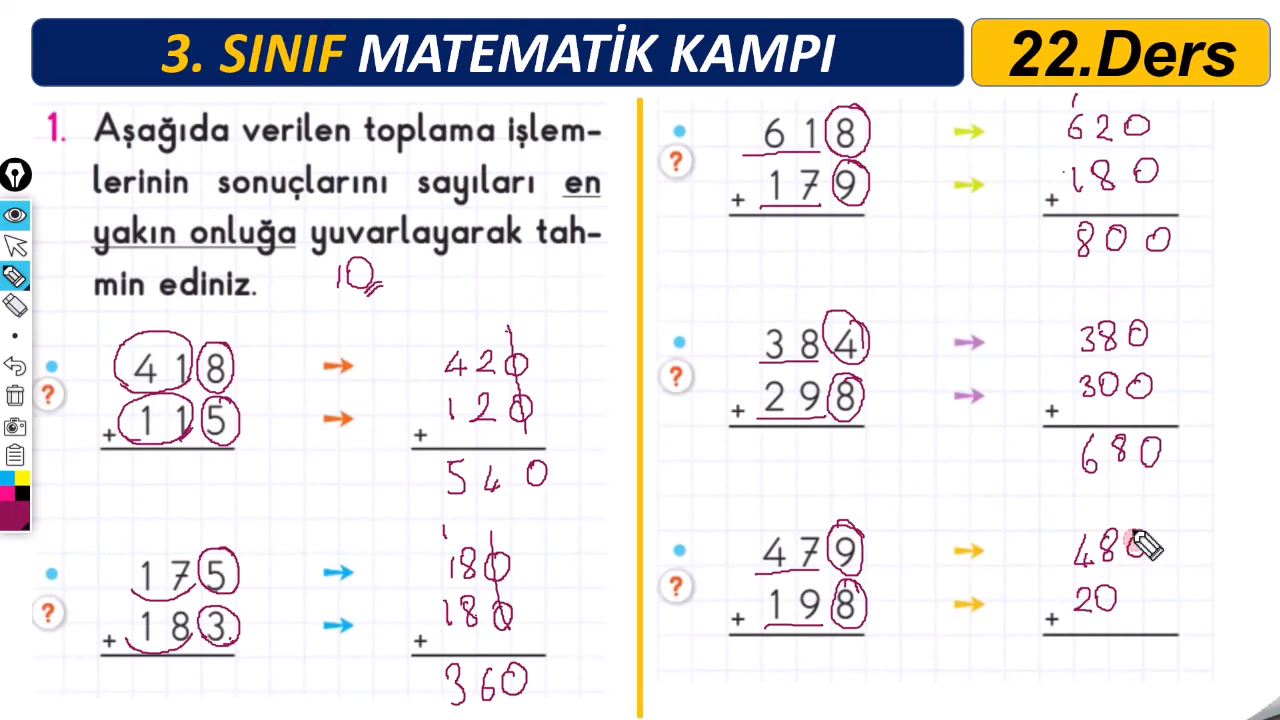 3. SINIF MATEMATİK KAMPI
22.Ders
1. Aşağıda verilen toplama işlem-
lerinin sonuçlarını sayıları en
yakın onluğa yuvarlayarak tah-
min ediniz.
10
418 → 420
?
+ 115 → + 120
540
1
175 → 180
?
+ 183 → + 180
360
1
618 → 620
?
+ 179 → + 180
800
384 → 380
?
+ 298 → + 300
680
479 → 480
?
+ 198 → + 20